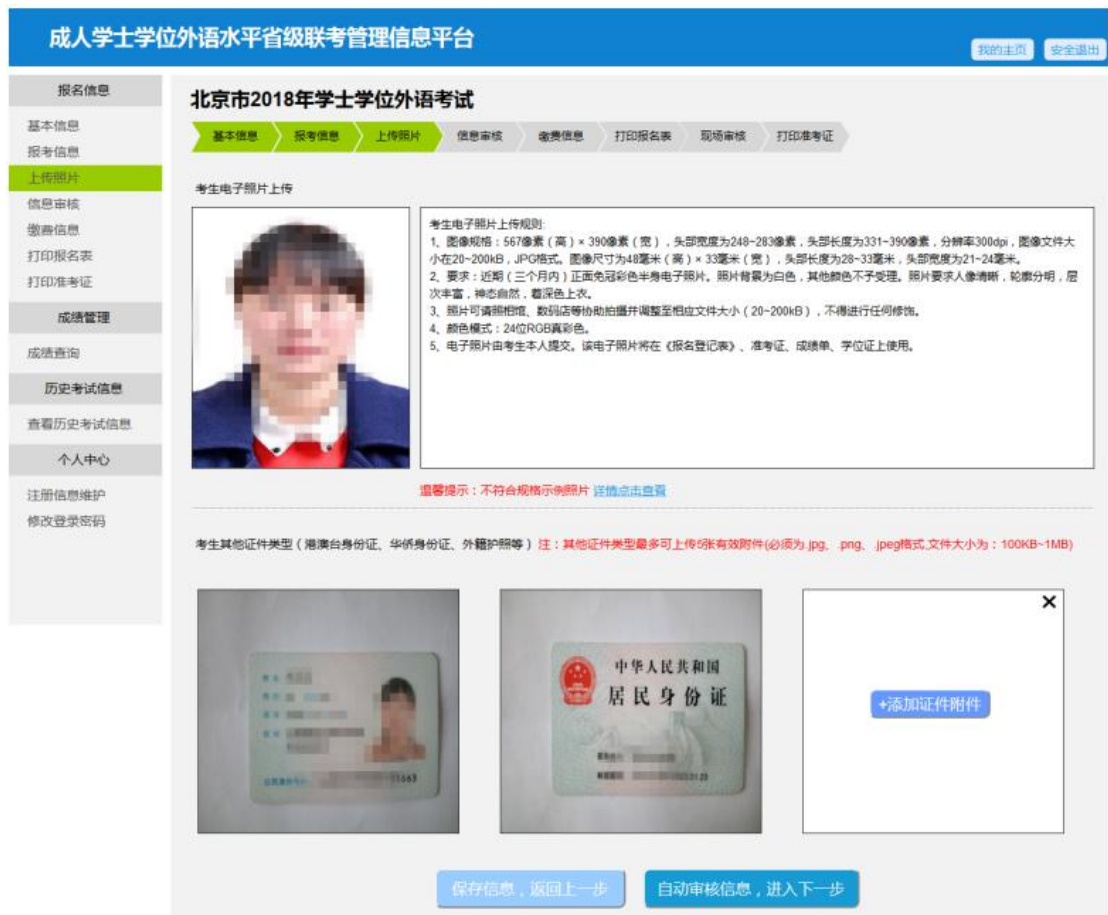 成人学士学位外语水平省级联考管理信息平台
我的主页 安全退出
报名信息
基本信息
报考信息
上传照片
信息审核
缴费信息
打印报名表
打印准考证
成绩管理
成绩查询
历史考试信息
查看历史考试信息
个人中心
注册信息维护
修改登录密码
北京市2018年学士学位外语考试
基本信息 报考信息 上传照片 信息审核 缴费信息 打印报名表 现场审核 打印准考证
考生电子照片上传
考生电子照片上传规则:
1、图像规格：567像素（高）× 390像素（宽），头部宽度为248~283像素，头部长度为331~390像素，分辨率300dpi，图像文件大
小在20~200kB，JPG格式。图像尺寸为48毫米（高）× 33毫米（宽），头部长度为28~33毫米，头部宽度为21~24毫米。
2、要求：近期（三个月内）正面免冠彩色半身电子照片。照片背景为白色，其他颜色不予受理。照片要求人像清晰，轮廓分明，层
次丰富，神态自然，着深色上衣。
3、照片可请照相馆、数码店等协助拍摄并调整至相应文件大小（20~200kB），不得进行任何修饰。
4、颜色模式：24位RGB真彩色。
5、电子照片由考生本人提交。该电子照片将在《报名登记表》、准考证、成绩单、学位证上使用。
温馨提示：不符合规格示例照片 详情点击查看
考生其他证件类型（港澳台身份证、华侨身份证、外籍护照等）注：其他证件类型最多可上传5张有效附件(必须为.jpg、.png、.jpeg格式,文件大小为：100KB~1MB)
中华人民共和国
居民身份证
+添加证件附件
保存信息，返回上一步 自动审核信息，进入下一步